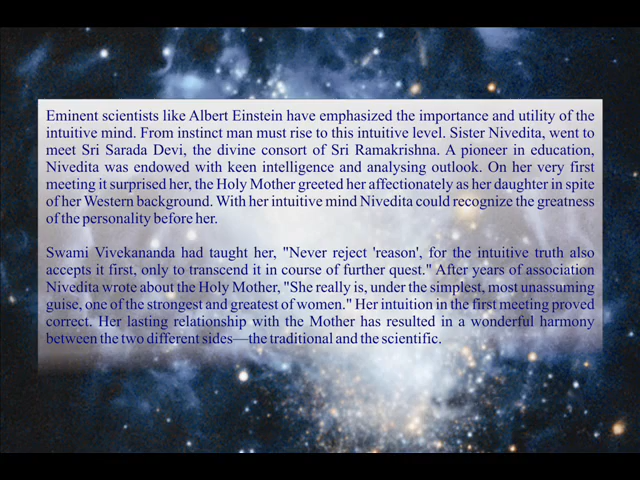 Eminent scientists like Albert Einstein have emphasized the importance and utility of the
intuitive mind. From instinct man must rise to this intuitive level. Sister Nivedita, went to
meet Sri Sarada Devi, the divine consort of Sri Ramakrishna. A pioneer in education,
Nivedita was endowed with keen intelligence and analysing outlook. On her very first
meeting it surprised her, the Holy Mother greeted her affectionately as her daughter in spite
of her Western background. With her intuitive mind Nivedita could recognize the greatness
of the personality before her.
Swami Vivekananda had taught her, "Never reject 'reason', for the intuitive truth also
accepts it first, only to transcend it in course of further quest." After years of association
Nivedita wrote about the Holy Mother, "She really is, under the simplest, most unassuming
guise, one of the strongest and greatest of women." Her intuition in the first meeting proved
correct. Her lasting relationship with the Mother has resulted in a wonderful harmony
between the two different sides—the traditional and the scientific.